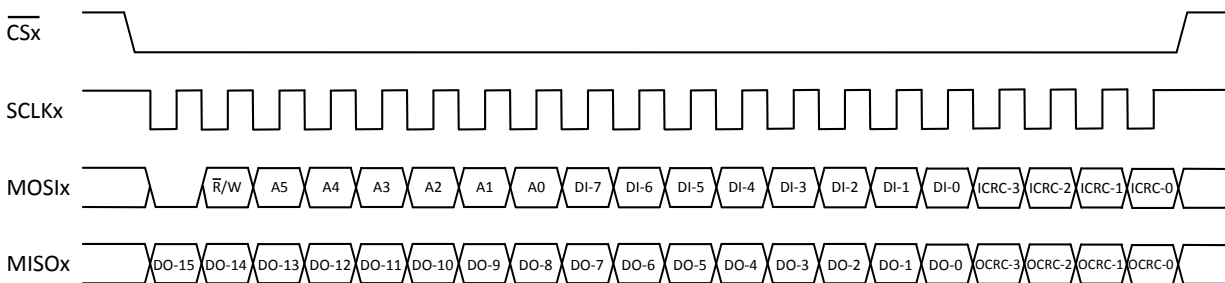 C̅S̅x̅
SCLKx
MOSIx R̅/W A5 A4 A3 A2 A1 A0 DI-7 DI-6 DI-5 DI-4 DI-3 DI-2 DI-1 DI-0 ICRC-3 ICRC-2 ICRC-1 ICRC-0
MISOx DO-15 DO-14 DO-13 DO-12 DO-11 DO-10 DO-9 DO-8 DO-7 DO-6 DO-5 DO-4 DO-3 DO-2 DO-1 DO-0 OCRC-3 OCRC-2 OCRC-1 OCRC-0